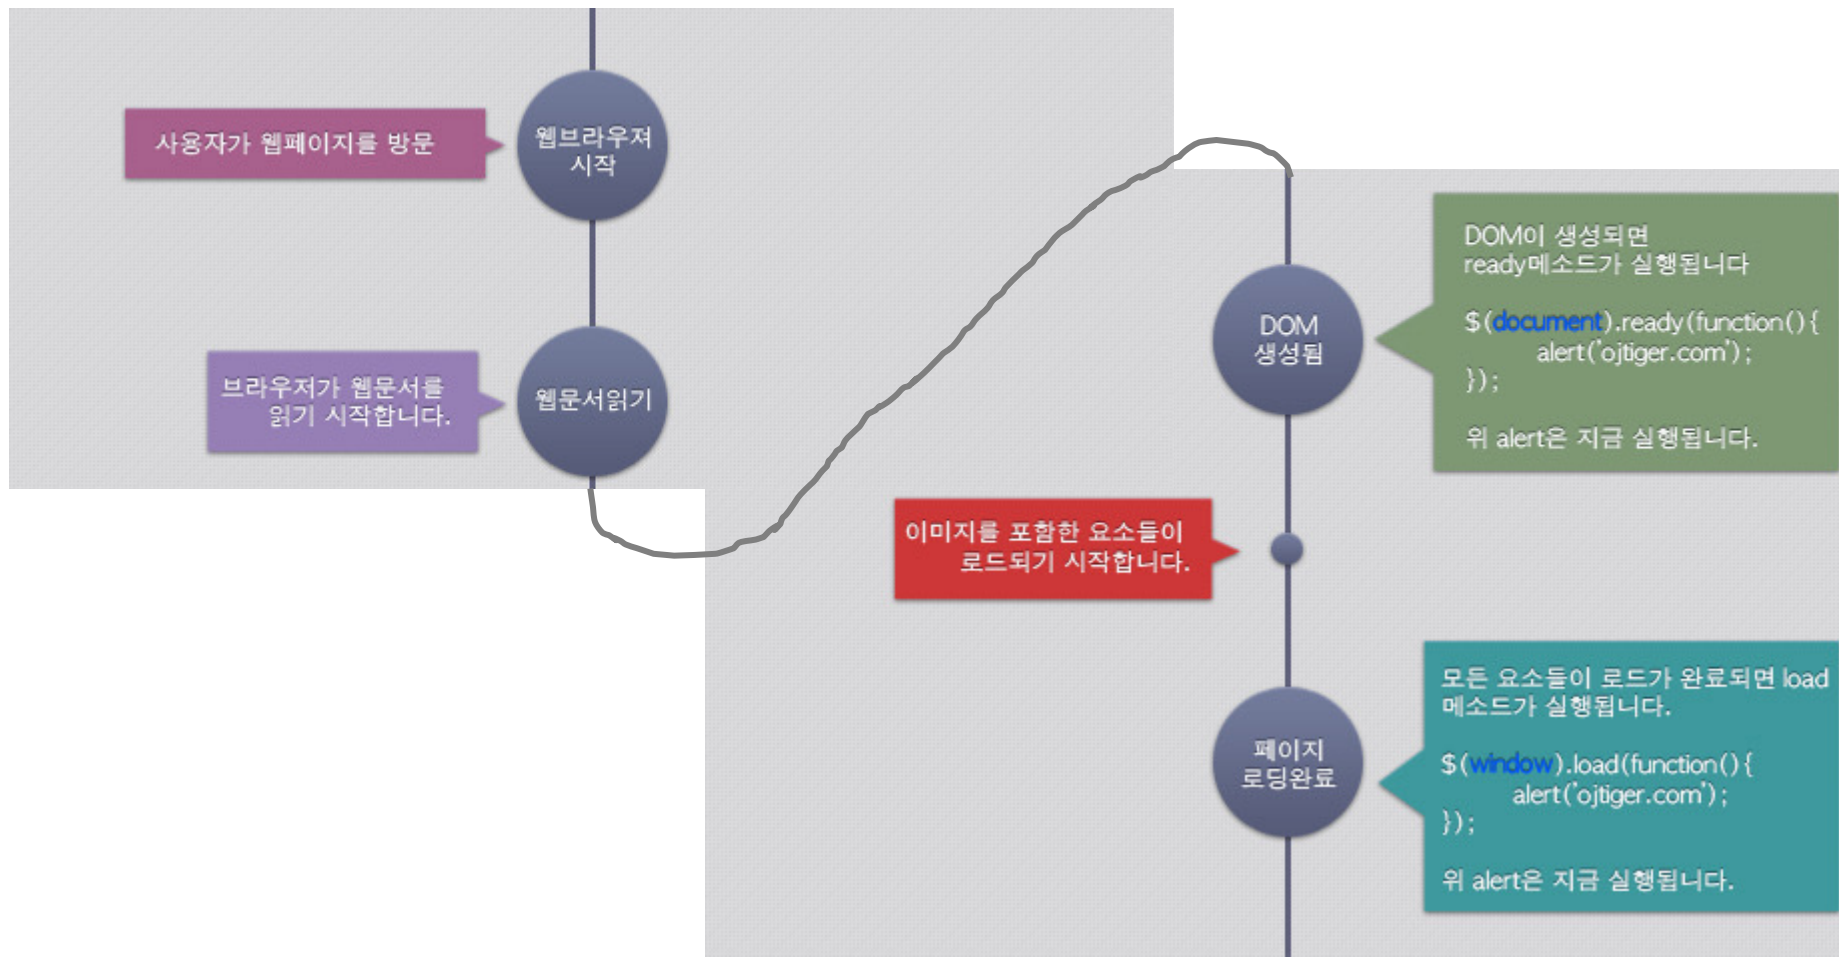 사용자가 웹페이지를 방문
웹브라우져
시작
브라우저가 웹문서를
읽기 시작합니다.
웹문서읽기
DOM
생성됨
DOM이 생성되면
ready메소드가 실행됩니다
$(document).ready(function(){
alert('ojtiger.com');
});
위 alert은 지금 실행됩니다.
이미지를 포함한 요소들이
로드되기 시작합니다.
페이지
로딩완료
모든 요소들이 로드가 완료되면 load
메소드가 실행됩니다.
$(window).load(function(){
alert('ojtiger.com');
});
위 alert은 지금 실행됩니다.